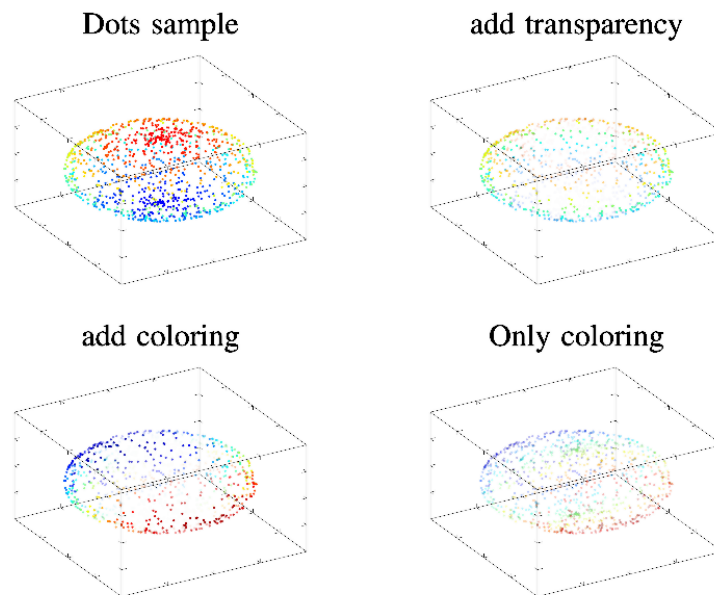 Dots sample
add transparency
add coloring
Only coloring